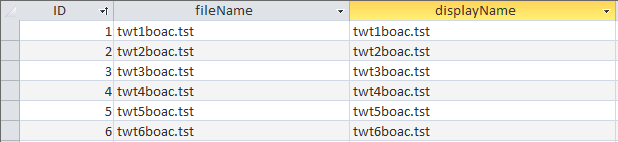 ID fileName displayName
1 twt1boac.tst twt1boac.tst
2 twt2boac.tst twt2boac.tst
3 twt3boac.tst twt3boac.tst
4 twt4boac.tst twt4boac.tst
5 twt5boac.tst twt5boac.tst
6 twt6boac.tst twt6boac.tst